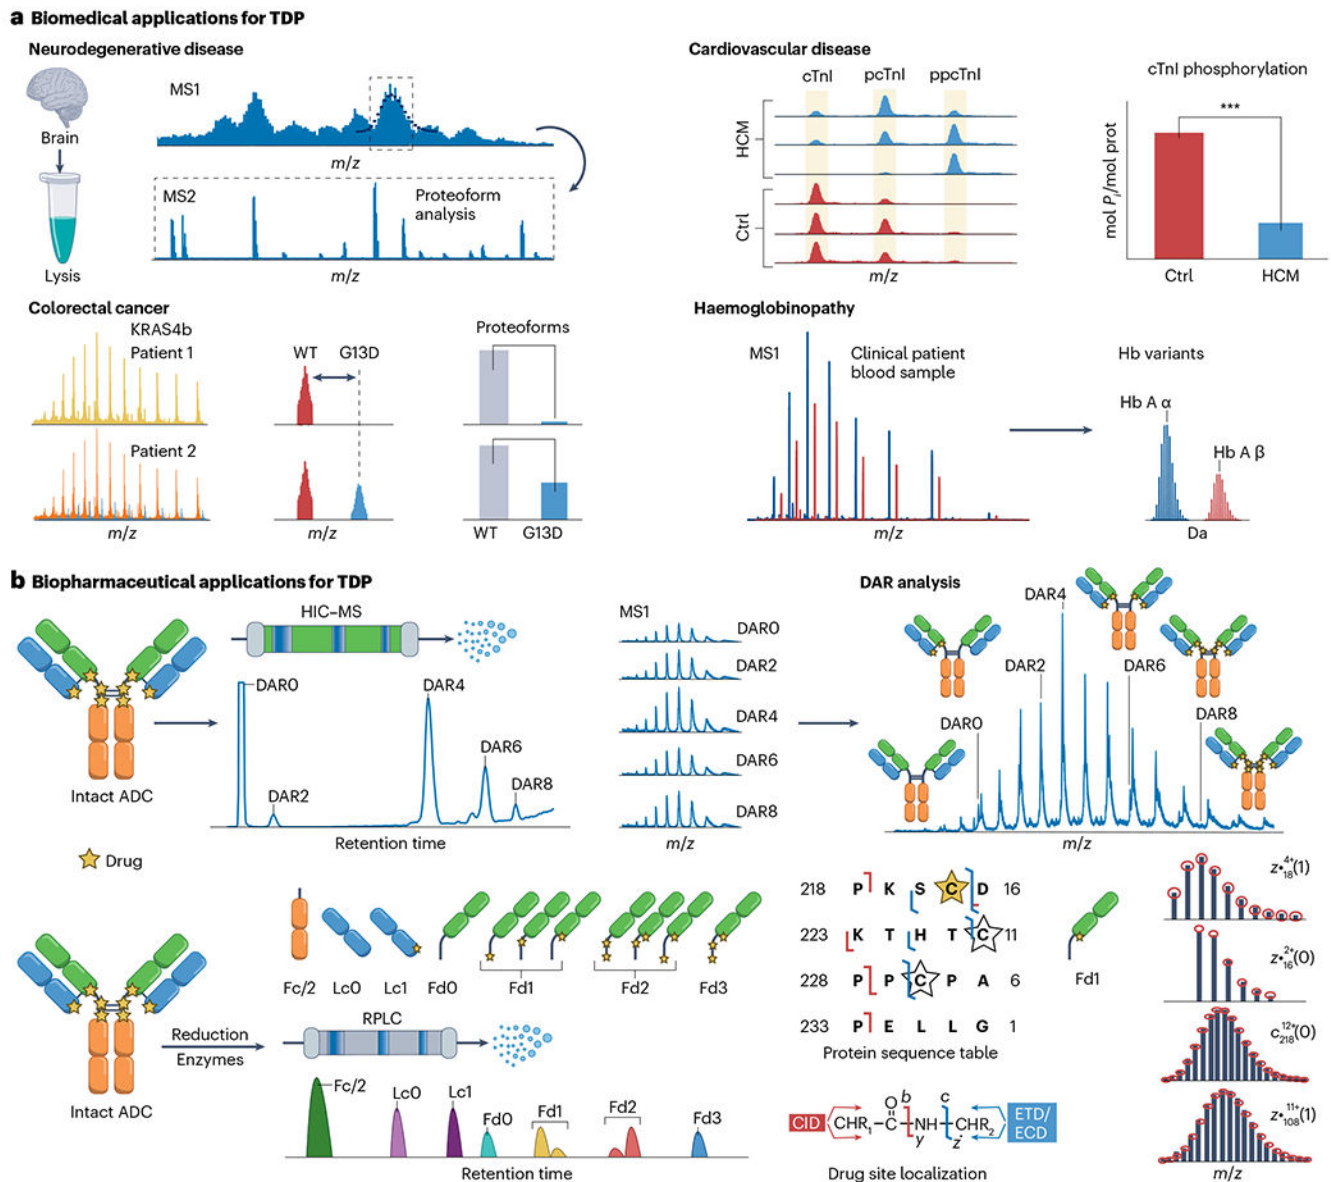 a Biomedical applications for TDP
Neurodegenerative disease
Brain
Lysis
MS1
m/z
MS2
Proteoform
analysis
m/z
Cardiovascular disease
cTnI pcTnI ppcTnI
HCM
Ctrl
m/z
cTnI phosphorylation
***
mol Pi/mol prot
Ctrl HCM
Colorectal cancer
KRAS4b
Patient 1
Patient 2
m/z
WT G13D
m/z
Proteoforms
WT G13D
Haemoglobinopathy
MS1
Clinical patient
blood sample
m/z
Hb variants
Hb A α
Hb A β
Da
b Biopharmaceutical applications for TDP
Intact ADC
HIC–MS
DAR0
DAR2
DAR4
DAR6
DAR8
Retention time
MS1
DAR0
DAR2
DAR4
DAR6
DAR8
m/z
DAR analysis
DAR0
DAR2
DAR4
DAR6
DAR8
m/z
Drug
Intact ADC
Reduction
Enzymes
Fc/2 Lc0 Lc1 Fd0 Fd1 Fd2 Fd3
RPLC
Fc/2
Lc0
Lc1
Fd0
Fd1
Fd2
Fd3
Retention time
218 P K S C D 16
223 K T H T C 11
228 P P C P A 6
233 P E L L G 1
Protein sequence table
Fd1
CID
CHR1–C–NH–CHR2
O
b
y
c
z•
ETD/
ECD
Drug site localization
z•18 4+(1)
z•16 2+(0)
c218 12+(0)
z•108 11+(1)
m/z